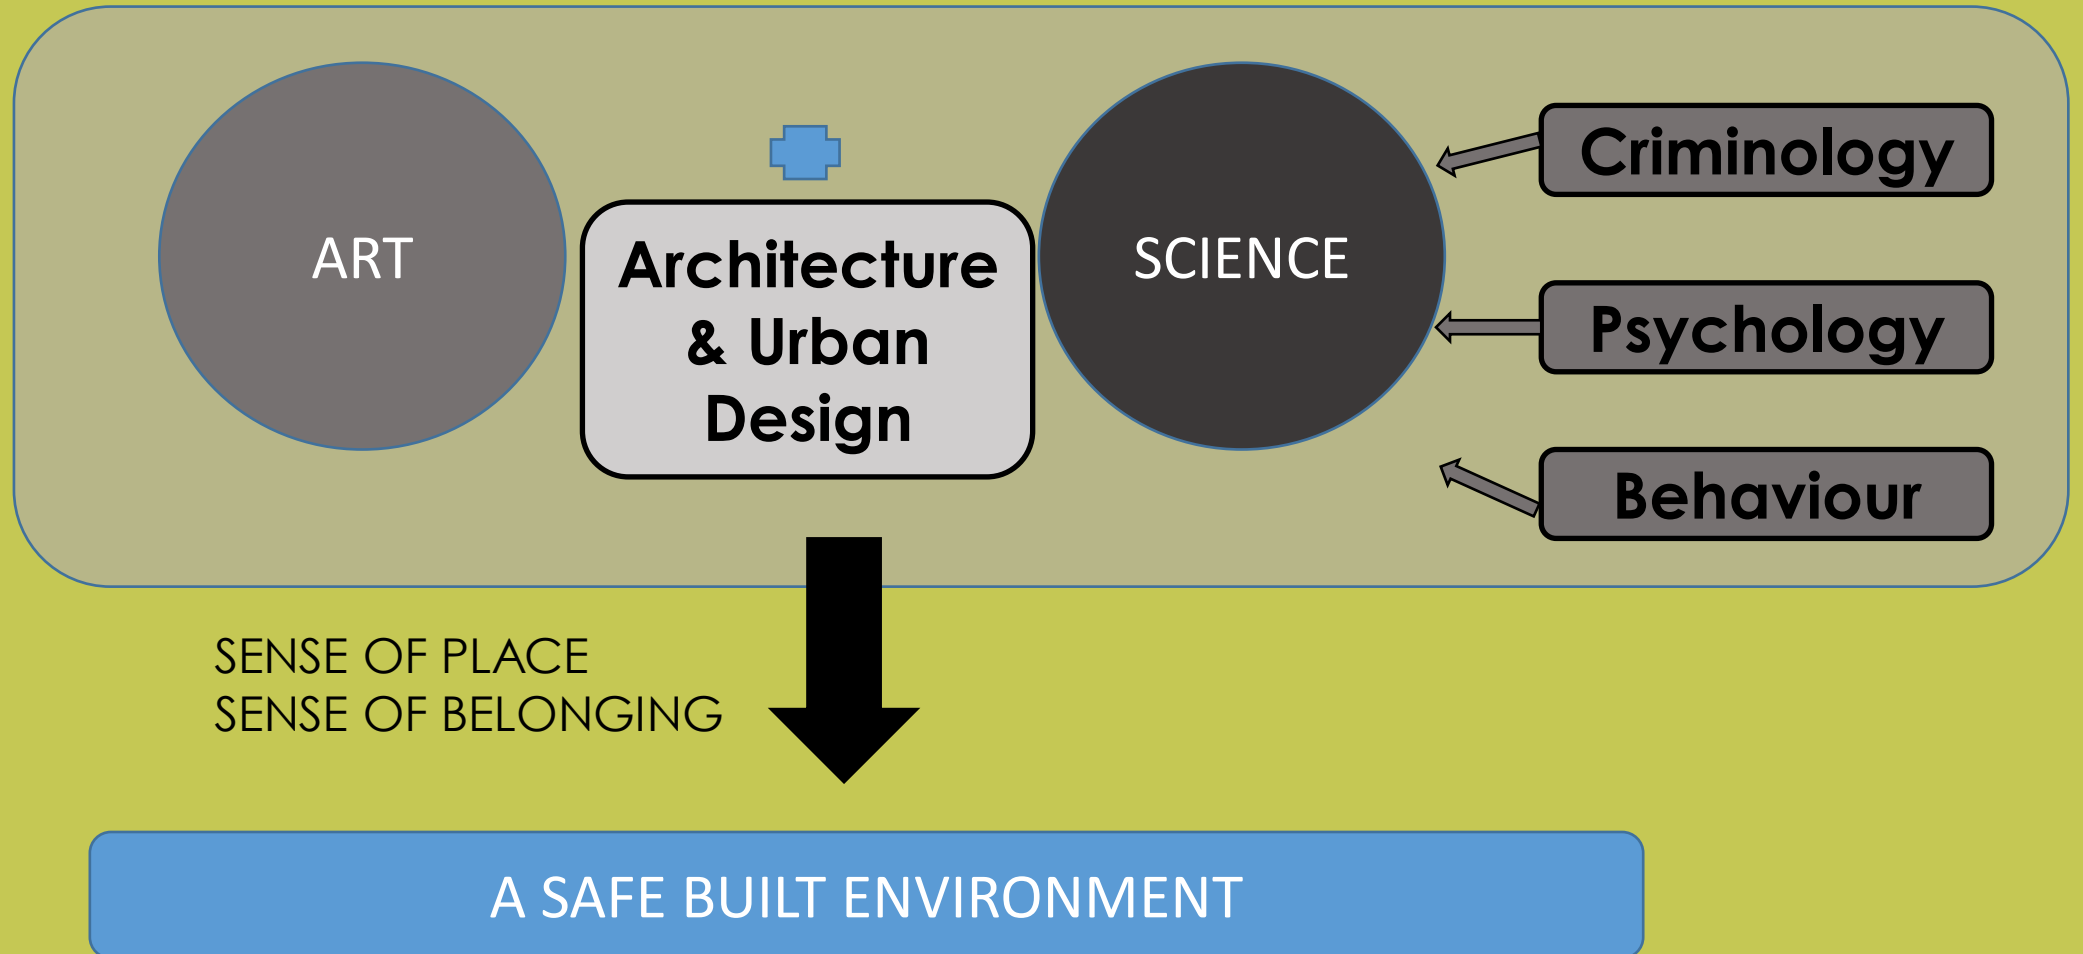 ART
Architecture
& Urban
Design
SCIENCE
Criminology
Psychology
Behaviour
SENSE OF PLACE
SENSE OF BELONGING
A SAFE BUILT ENVIRONMENT